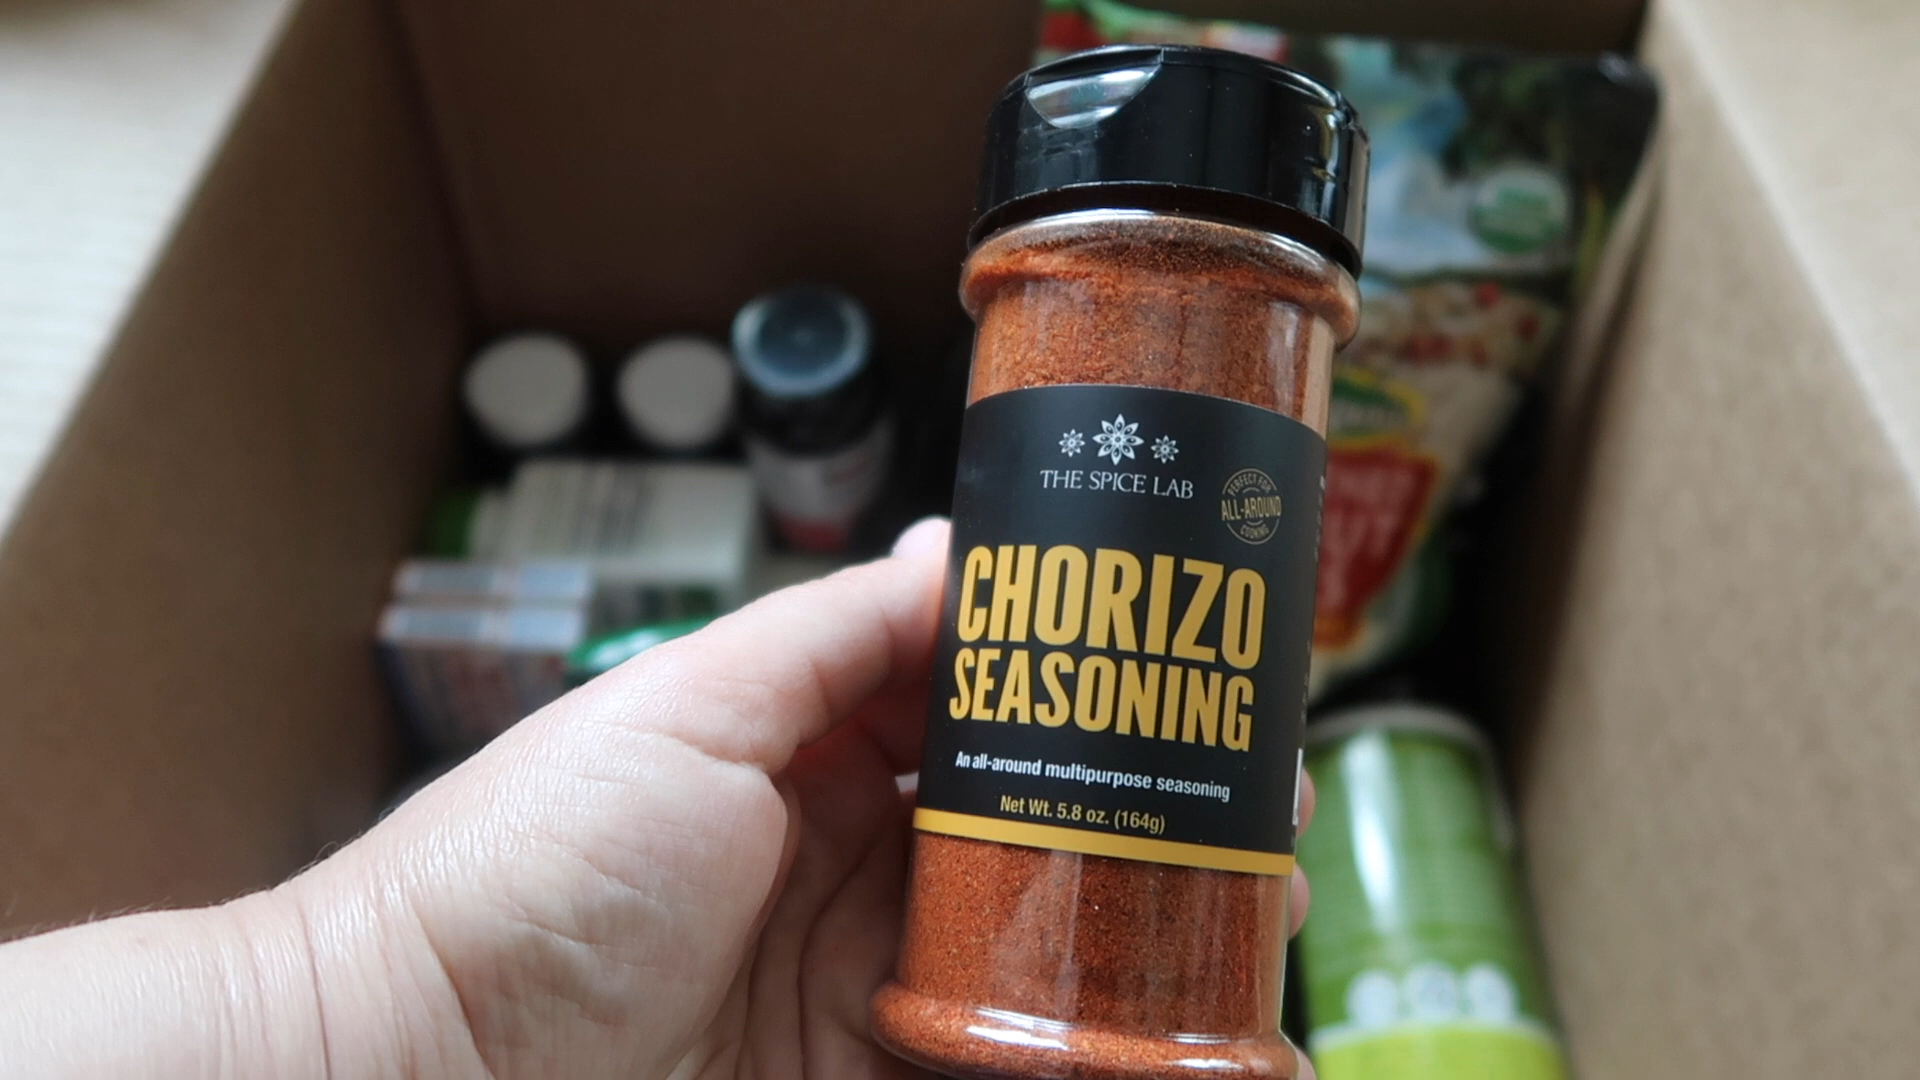 THE SPICE LAB
PERFECT FOR
ALL-AROUND
COOKING
CHORIZO
SEASONING
An all-around multipurpose seasoning
Net Wt. 5.8 oz. (164g)